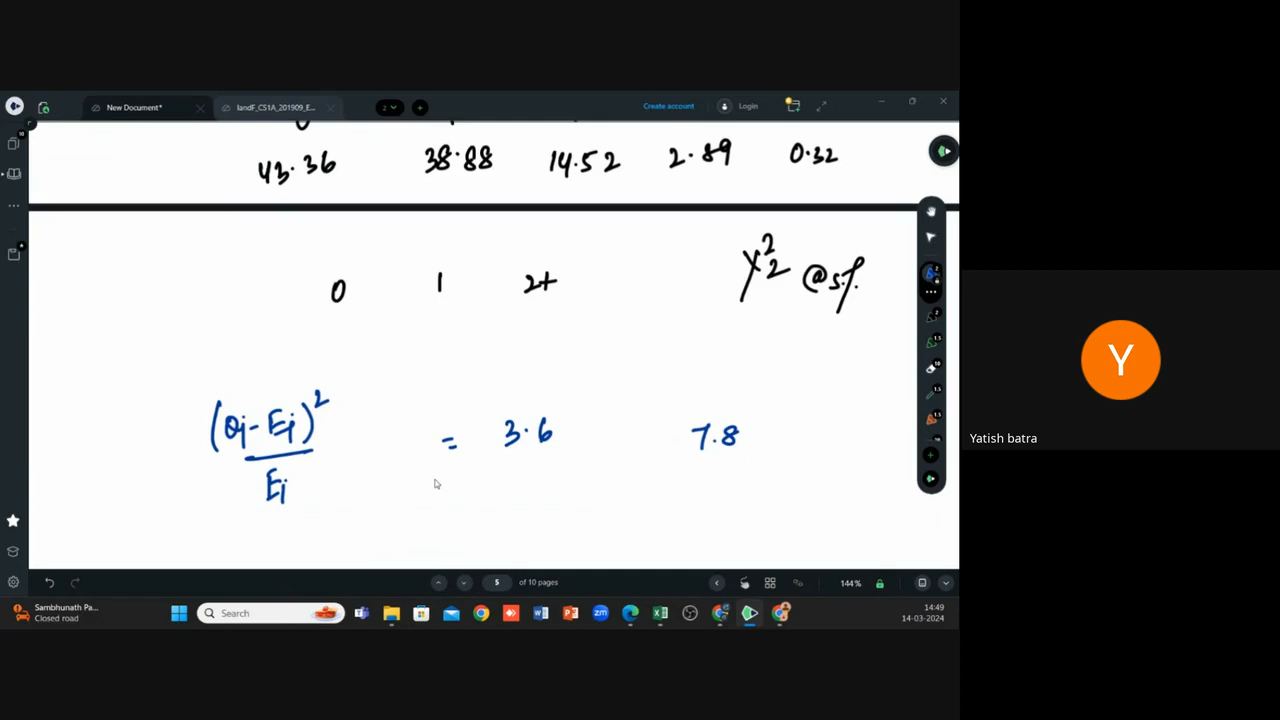 New Document*
IandF_CS1A_201909_E...
2
Create account
Login
43.36 38.88 14.52 2.89 0.32
0 1 2+ χ²₂ @5%
(Oi - Ei)² / Ei = 3.6 7.8
Y
Yatish batra
5 of 10 pages
144%
Sambhunath Pa...
Closed road
Search
14:49
14-03-2024